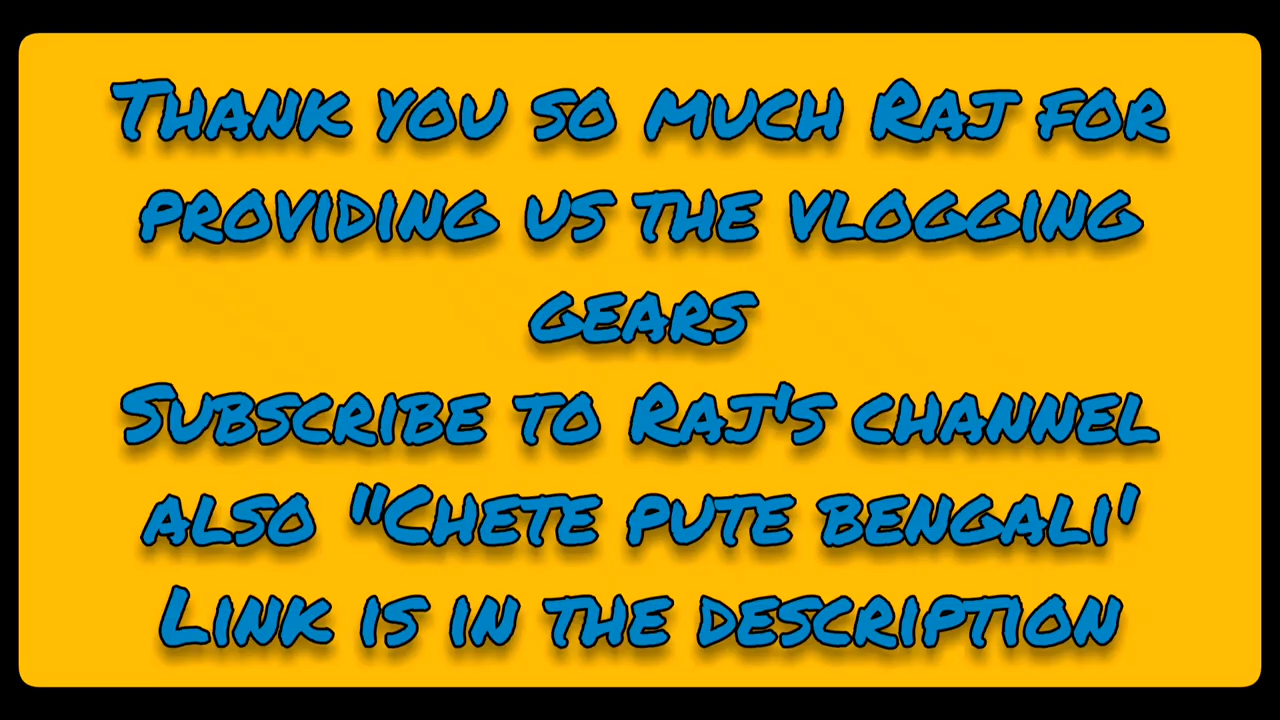 Thank you so much Raj for
providing us the vlogging
gears
Subscribe to Raj's channel
also "Chete pute bengali'
Link is in the description